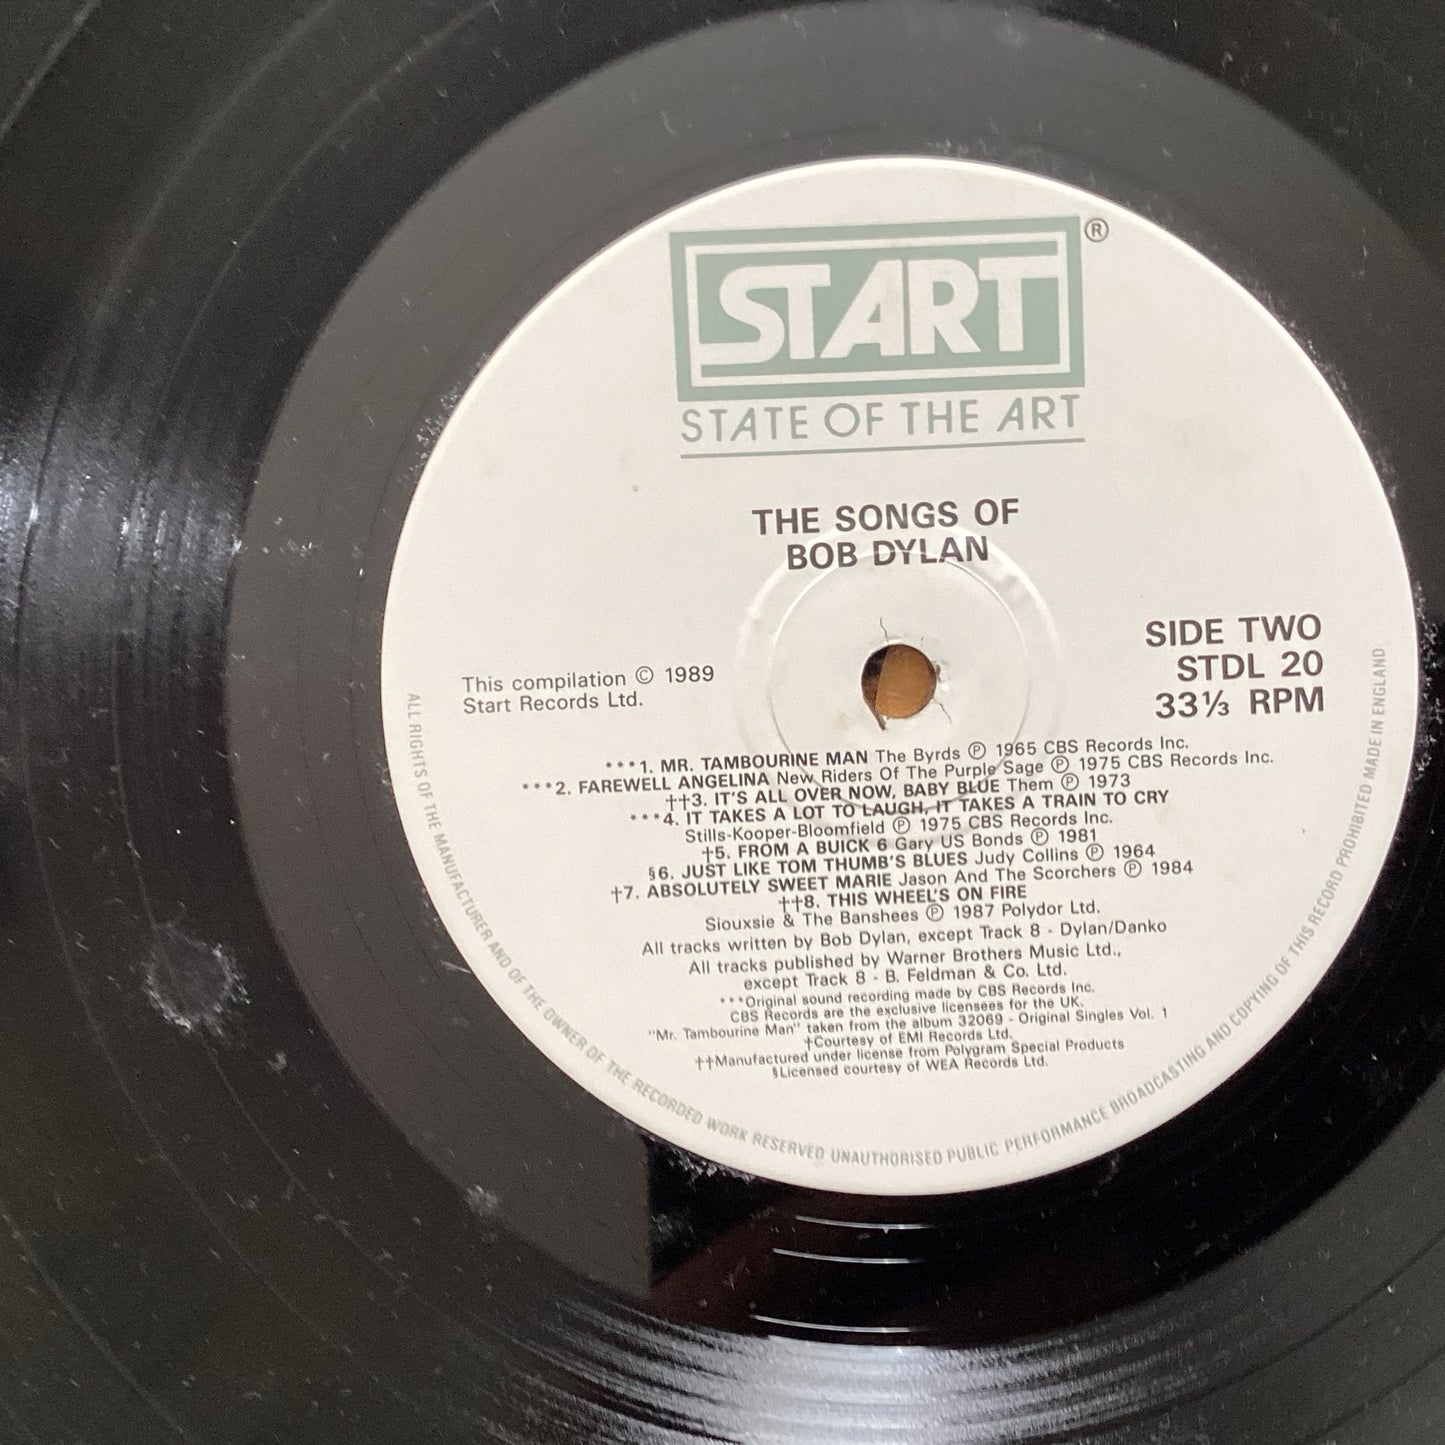 START ®
STATE OF THE ART
THE SONGS OF
BOB DYLAN
SIDE TWO
STDL 20
33⅓ RPM
This compilation © 1989
Start Records Ltd.
***1. MR. TAMBOURINE MAN The Byrds ℗ 1965 CBS Records Inc.
***2. FAREWELL ANGELINA New Riders Of The Purple Sage ℗ 1975 CBS Records Inc.
††3. IT'S ALL OVER NOW, BABY BLUE Them ℗ 1973
***4. IT TAKES A LOT TO LAUGH, IT TAKES A TRAIN TO CRY
Stills-Kooper-Bloomfield ℗ 1975 CBS Records Inc.
†5. FROM A BUICK 6 Gary US Bonds ℗ 1981
§6. JUST LIKE TOM THUMB'S BLUES Judy Collins ℗ 1964
†7. ABSOLUTELY SWEET MARIE Jason And The Scorchers ℗ 1984
††8. THIS WHEEL'S ON FIRE
Siouxsie & The Banshees ℗ 1987 Polydor Ltd.
All tracks written by Bob Dylan, except Track 8 - Dylan/Danko
All tracks published by Warner Brothers Music Ltd.,
except Track 8 - B. Feldman & Co. Ltd.
***Original sound recording made by CBS Records Inc.
CBS Records are the exclusive licensees for the UK.
"Mr. Tambourine Man" taken from the album 32069 - Original Singles Vol. 1
†Courtesy of EMI Records Ltd.
††Manufactured under license from Polygram Special Products
§Licensed courtesy of WEA Records Ltd.
ALL RIGHTS OF THE MANUFACTURER AND OF THE OWNER OF THE RECORDED WORK RESERVED UNAUTHORISED PUBLIC PERFORMANCE BROADCASTING AND COPYING OF THIS RECORD PROHIBITED MADE IN ENGLAND